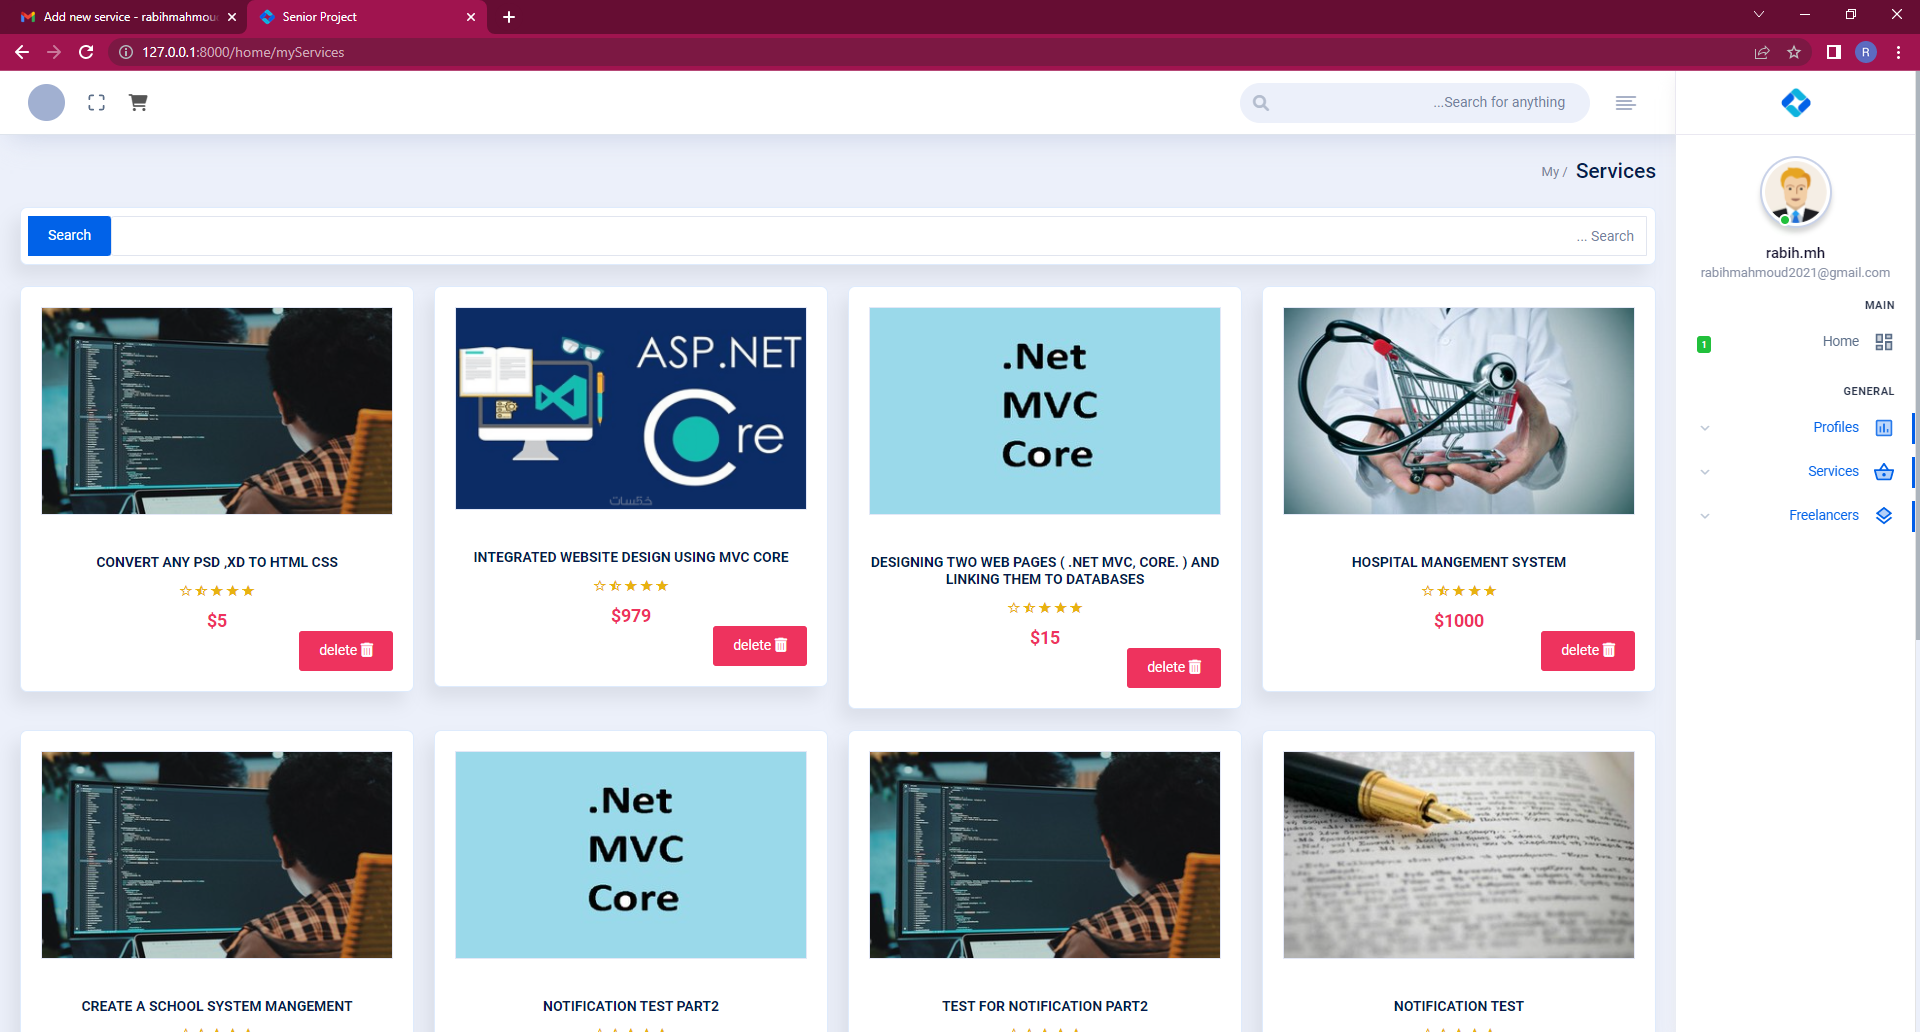 Add new service - rabihmahmou
Senior Project
127.0.0.1:8000/home/myServices
R
...Search for anything
My / Services
Search
... Search
rabih.mh
rabihmahmoud2021@gmail.com
MAIN
1
Home
GENERAL
Profiles
Services
Freelancers
ASP.NET
Core
خمسات
.Net
MVC
Core
CONVERT ANY PSD ,XD TO HTML CSS
$5
delete
INTEGRATED WEBSITE DESIGN USING MVC CORE
$979
delete
DESIGNING TWO WEB PAGES ( .NET MVC, CORE. ) AND
LINKING THEM TO DATABASES
$15
delete
HOSPITAL MANGEMENT SYSTEM
$1000
delete
.Net
MVC
Core
CREATE A SCHOOL SYSTEM MANGEMENT
NOTIFICATION TEST PART2
TEST FOR NOTIFICATION PART2
NOTIFICATION TEST